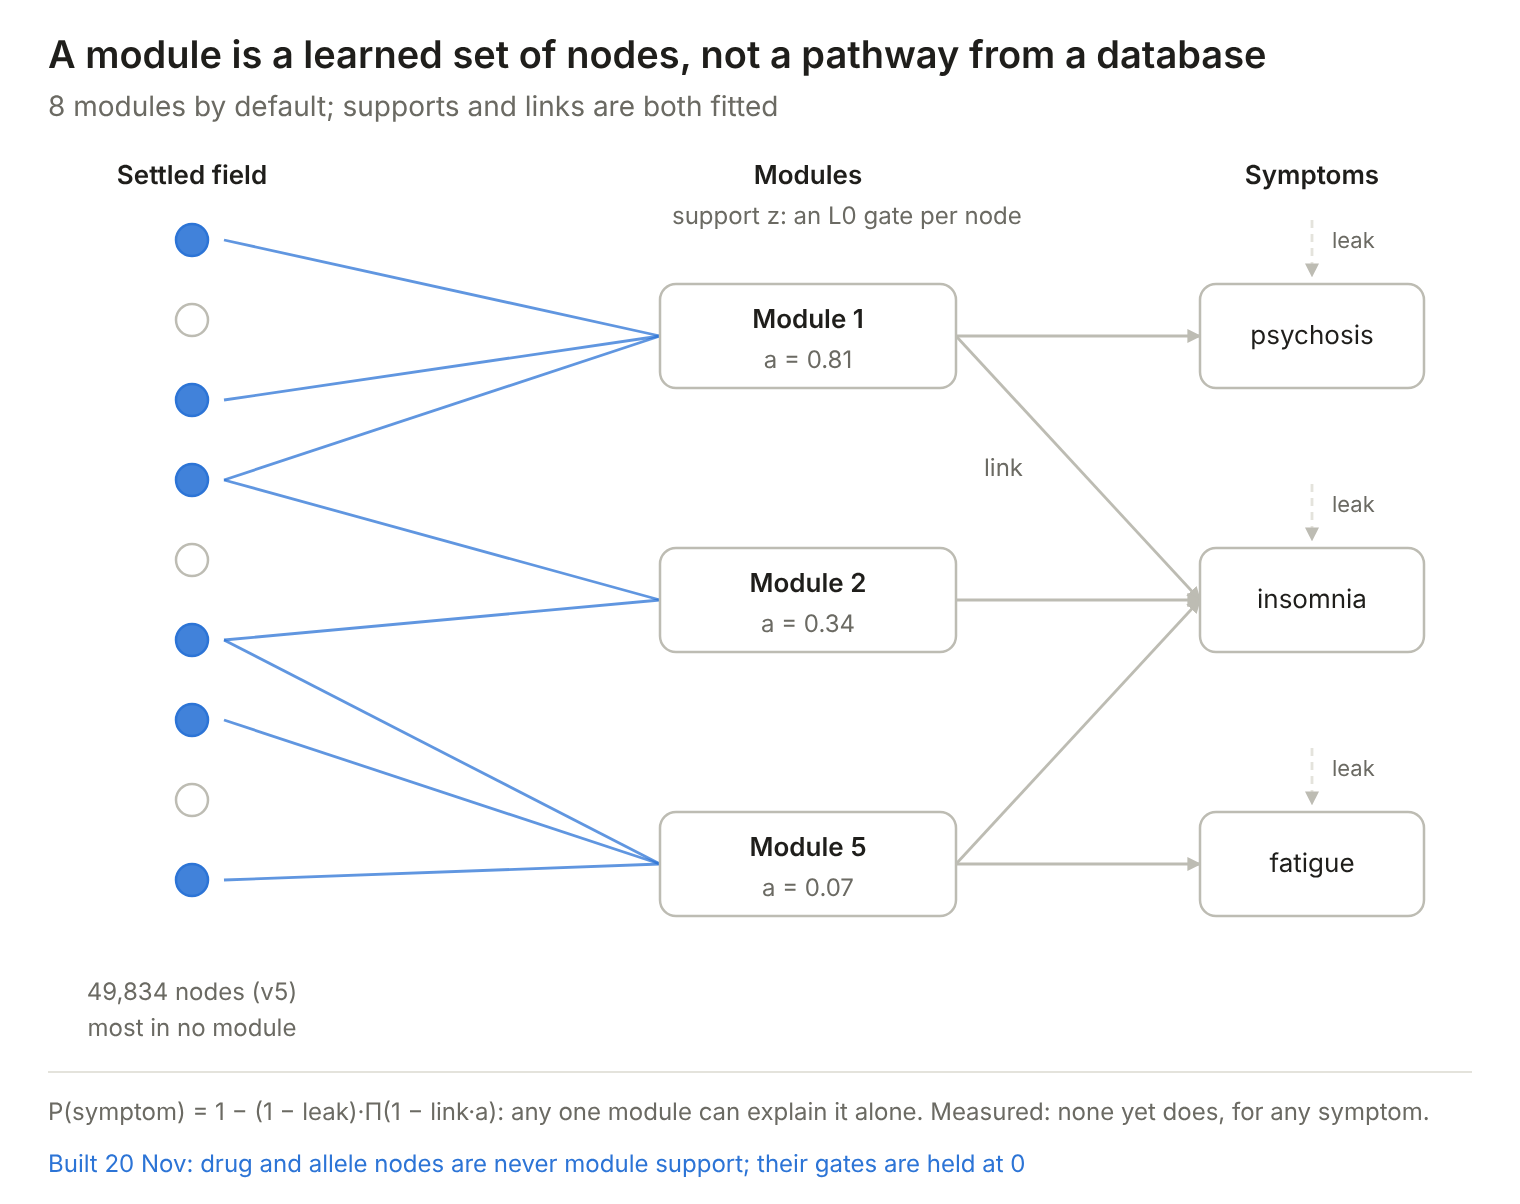 A module is a learned set of nodes, not a pathway from a database
8 modules by default; supports and links are both fitted
Settled field
Modules
Symptoms
support z: an L0 gate per node
leak
Module 1
a = 0.81
psychosis
link
leak
Module 2
a = 0.34
insomnia
leak
Module 5
a = 0.07
fatigue
49,834 nodes (v5)
most in no module
P(symptom) = 1 − (1 − leak)·Π(1 − link·a): any one module can explain it alone. Measured: none yet does, for any symptom.
Built 20 Nov: drug and allele nodes are never module support; their gates are held at 0